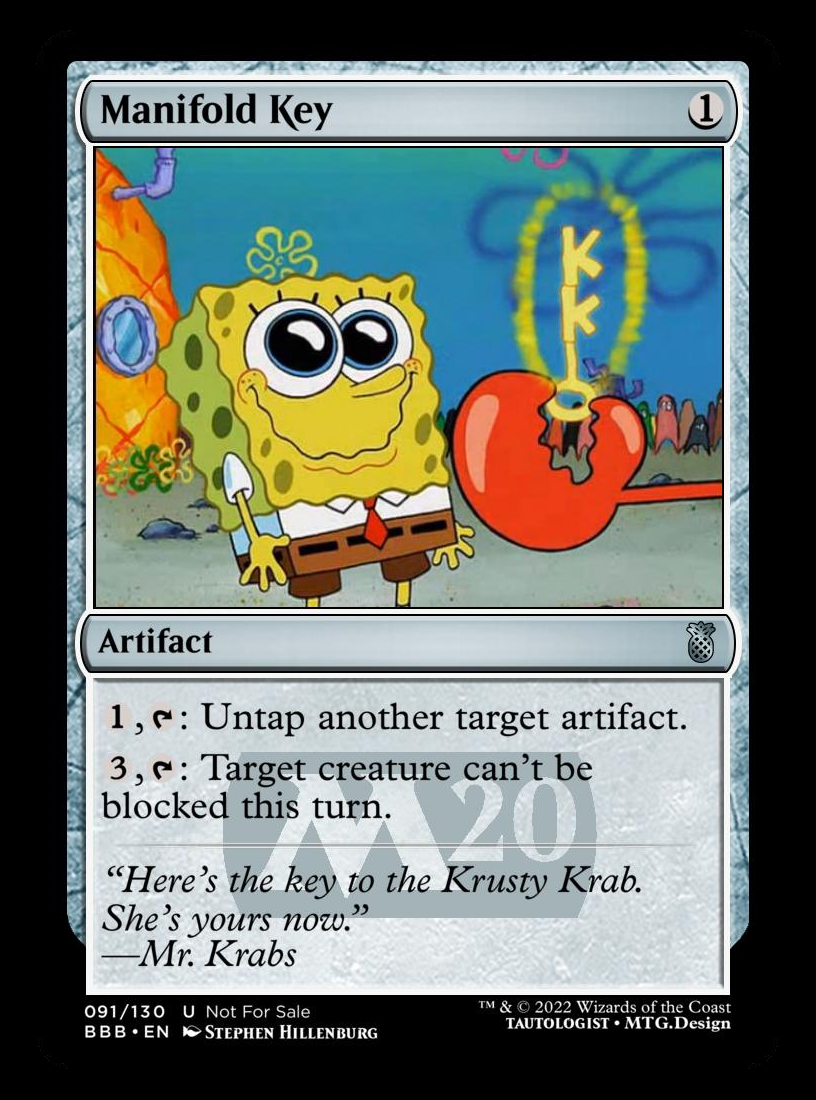 Manifold Key 1
KK
Artifact
1, : Untap another target artifact.
3, : Target creature can't be
blocked this turn.
M20
“Here's the key to the Krusty Krab.
She's yours now.”
—Mr. Krabs
091/130 U Not For Sale
BBB • EN STEPHEN HILLENBURG
™ & © 2022 Wizards of the Coast
TAUTOLOGIST • MTG.Design